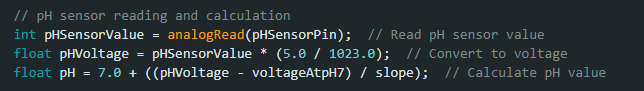 // pH sensor reading and calculation
int pHSensorValue = analogRead(pHSensorPin);  // Read pH sensor value
float pHVoltage = pHSensorValue * (5.0 / 1023.0);  // Convert to voltage
float pH = 7.0 + ((pHVoltage - voltageAtpH7) / slope);  // Calculate pH value